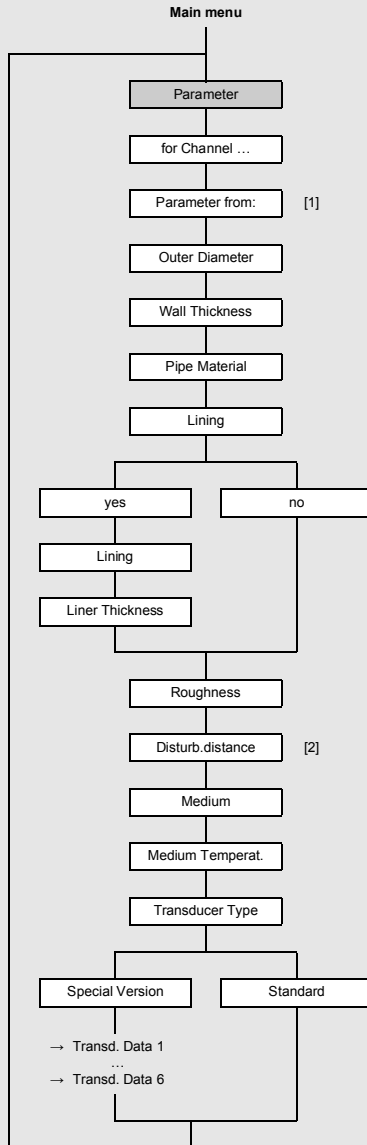 Main menu
Parameter
for Channel …
Parameter from:
[1]
Outer Diameter
Wall Thickness
Pipe Material
Lining
yes
no
Lining
Liner Thickness
Roughness
Disturb.distance
[2]
Medium
Medium Temperat.
Transducer Type
Special Version
Standard
→ Transd. Data 1
…
→ Transd. Data 6